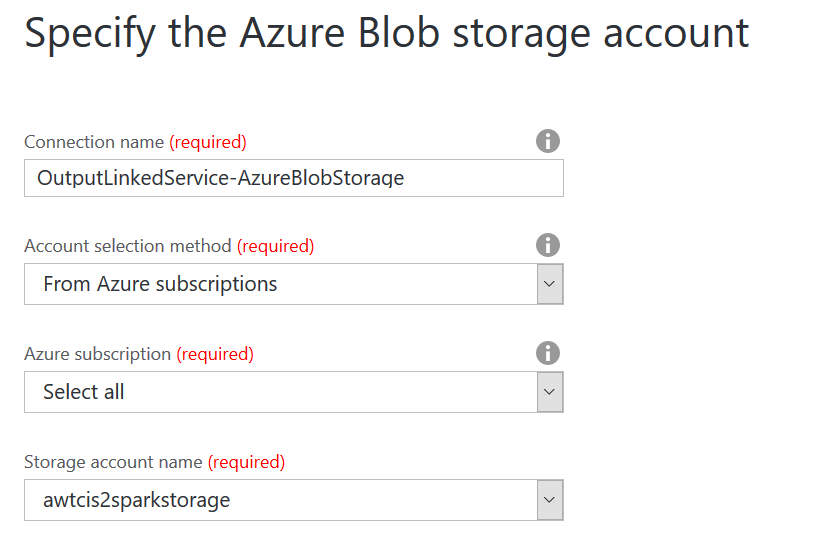 Specify the Azure Blob storage account
Connection name (required)
OutputLinkedService-AzureBlobStorage
Account selection method (required)
From Azure subscriptions
Azure subscription (required)
Select all
Storage account name (required)
awtcis2sparkstorage